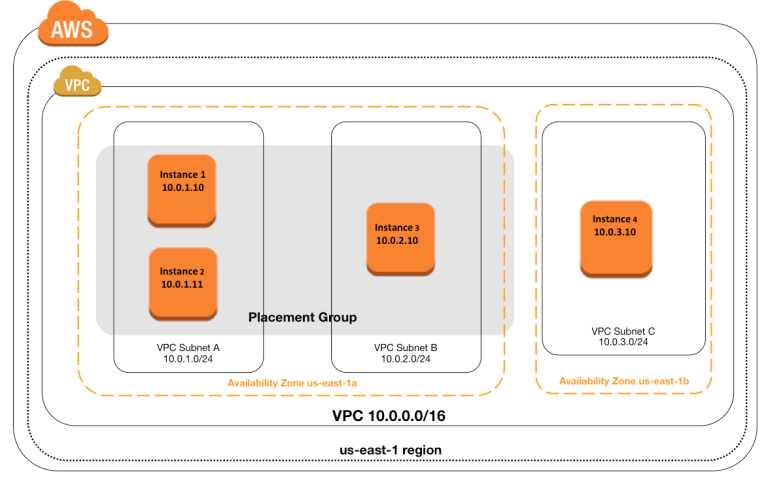 AWS
VPC
Instance 1
10.0.1.10
Instance 2
10.0.1.11
Instance 3
10.0.2.10
Instance 4
10.0.3.10
Placement Group
VPC Subnet A
10.0.1.0/24
VPC Subnet B
10.0.2.0/24
VPC Subnet C
10.0.3.0/24
Availability Zone us-east-1a
Availability Zone us-east-1b
VPC 10.0.0.0/16
us-east-1 region